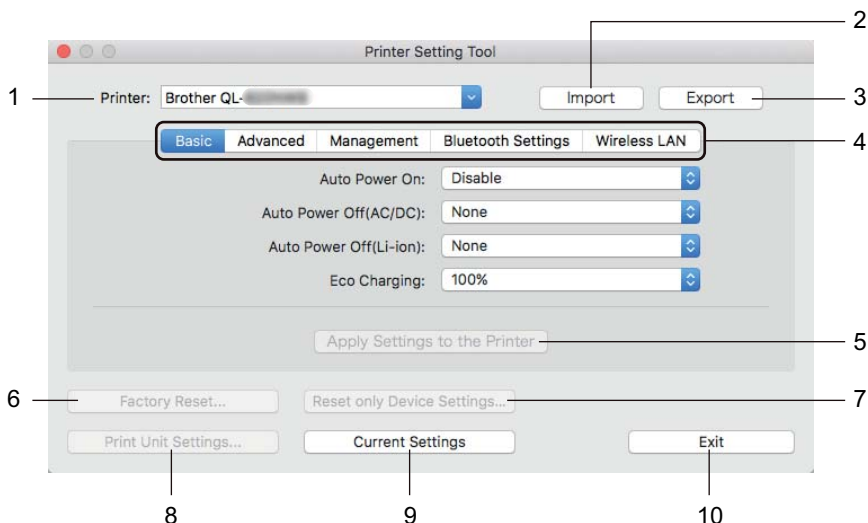 2
Printer Setting Tool
1 Printer: Brother QL- Import Export 3
Basic Advanced Management Bluetooth Settings Wireless LAN 4
Auto Power On: Disable
Auto Power Off(AC/DC): None
Auto Power Off(Li-ion): None
Eco Charging: 100%
Apply Settings to the Printer 5
6 Factory Reset... Reset only Device Settings... 7
Print Unit Settings... Current Settings Exit
8 9 10